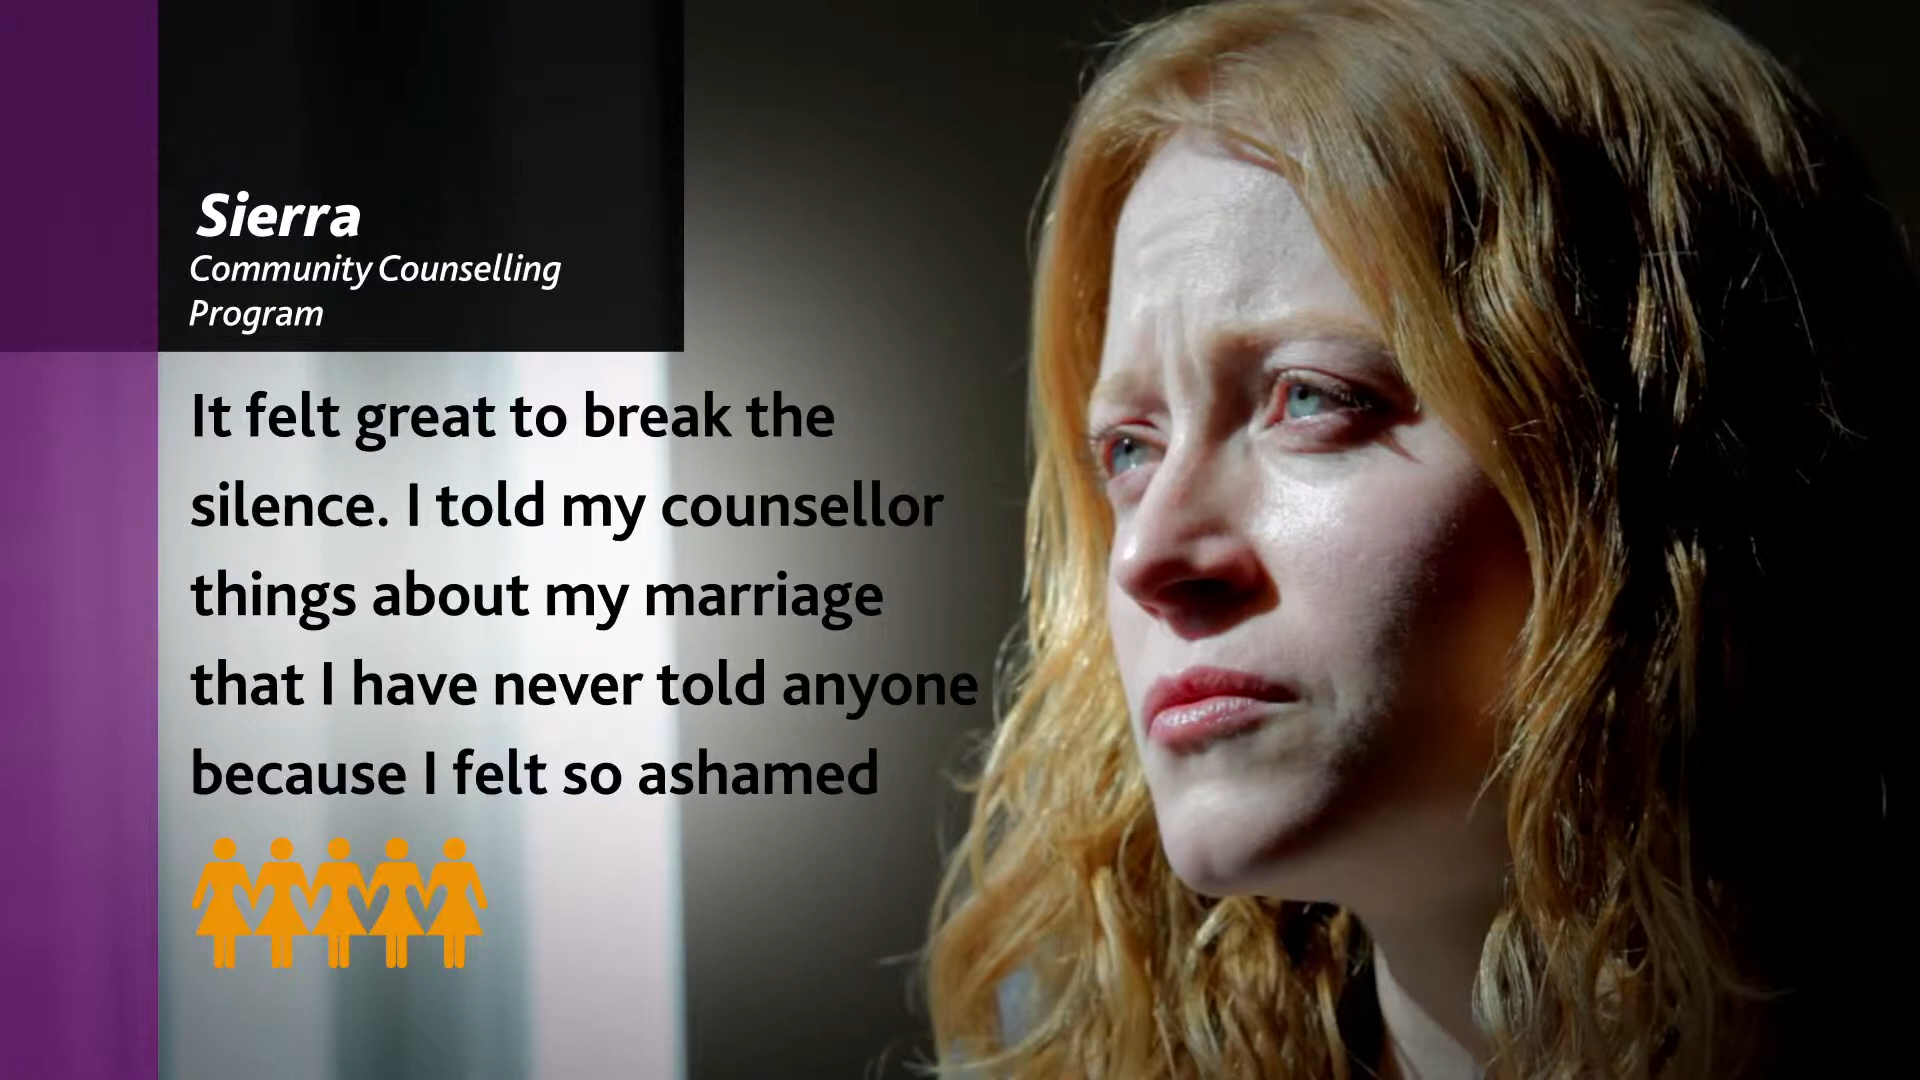 Sierra
Community Counselling
Program
It felt great to break the
silence. I told my counsellor
things about my marriage
that I have never told anyone
because I felt so ashamed